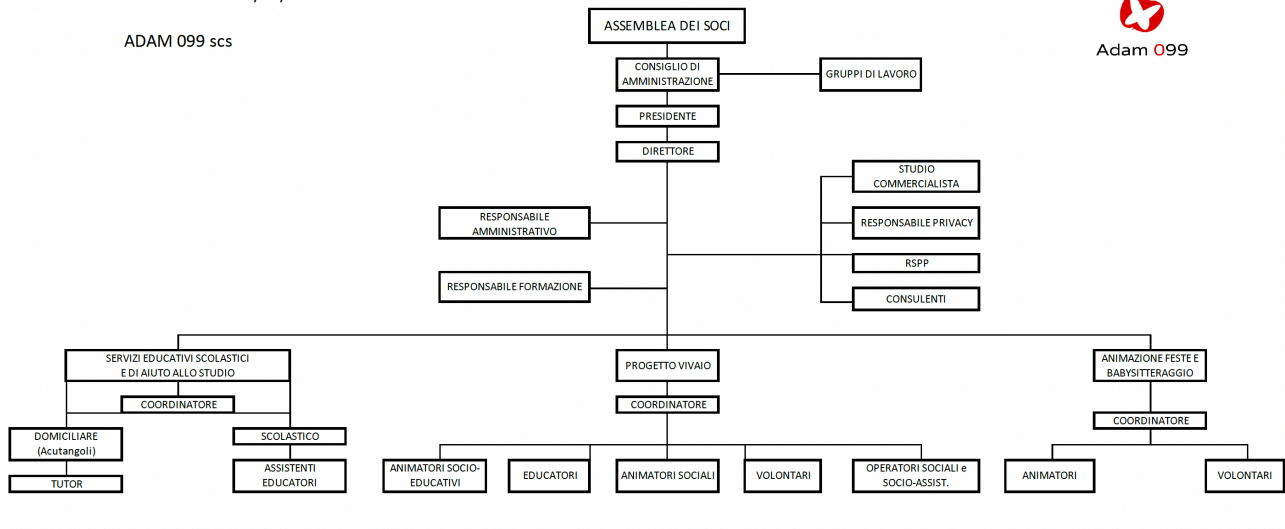 ADAM 099 scs
Adam 099
ASSEMBLEA DEI SOCI
CONSIGLIO DI
AMMINISTRAZIONE
GRUPPI DI LAVORO
PRESIDENTE
DIRETTORE
STUDIO
COMMERCIALISTA
RESPONSABILE
AMMINISTRATIVO
RESPONSABILE PRIVACY
RSPP
RESPONSABILE FORMAZIONE
CONSULENTI
SERVIZI EDUCATIVI SCOLASTICI
E DI AIUTO ALLO STUDIO
PROGETTO VIVAIO
ANIMAZIONE FESTE E
BABYSITTERAGGIO
COORDINATORE
COORDINATORE
COORDINATORE
DOMICILIARE
(Acutangoli)
SCOLASTICO
TUTOR
ASSISTENTI
EDUCATORI
ANIMATORI SOCIO-
EDUCATIVI
EDUCATORI
ANIMATORI SOCIALI
VOLONTARI
OPERATORI SOCIALI e
SOCIO-ASSIST.
ANIMATORI
VOLONTARI